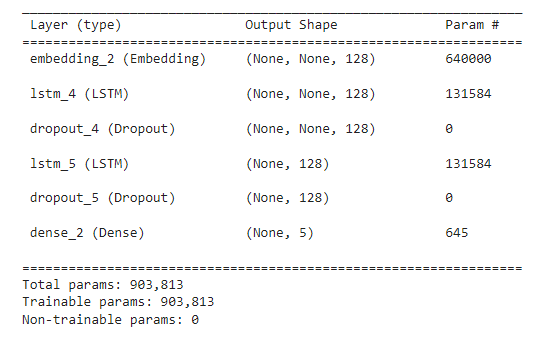 Layer (type) Output Shape Param #
embedding_2 (Embedding) (None, None, 128) 640000
lstm_4 (LSTM) (None, None, 128) 131584
dropout_4 (Dropout) (None, None, 128) 0
lstm_5 (LSTM) (None, 128) 131584
dropout_5 (Dropout) (None, 128) 0
dense_2 (Dense) (None, 5) 645
Total params: 903,813
Trainable params: 903,813
Non-trainable params: 0